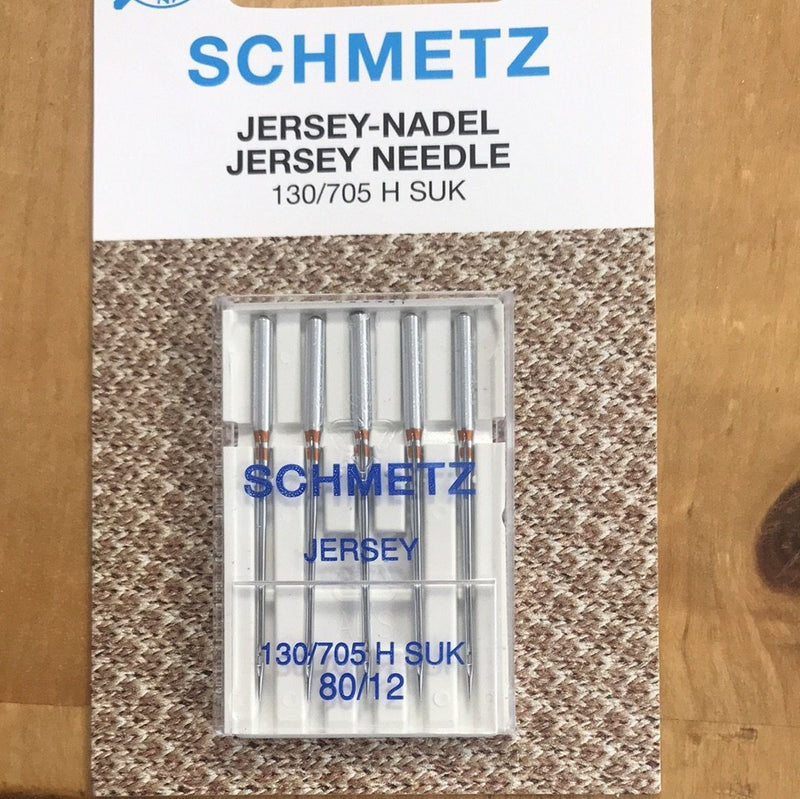 SCHMETZ
JERSEY-NADEL
JERSEY NEEDLE
130/705 H SUK
SCHMETZ
JERSEY
130/705 H SUK
80/12